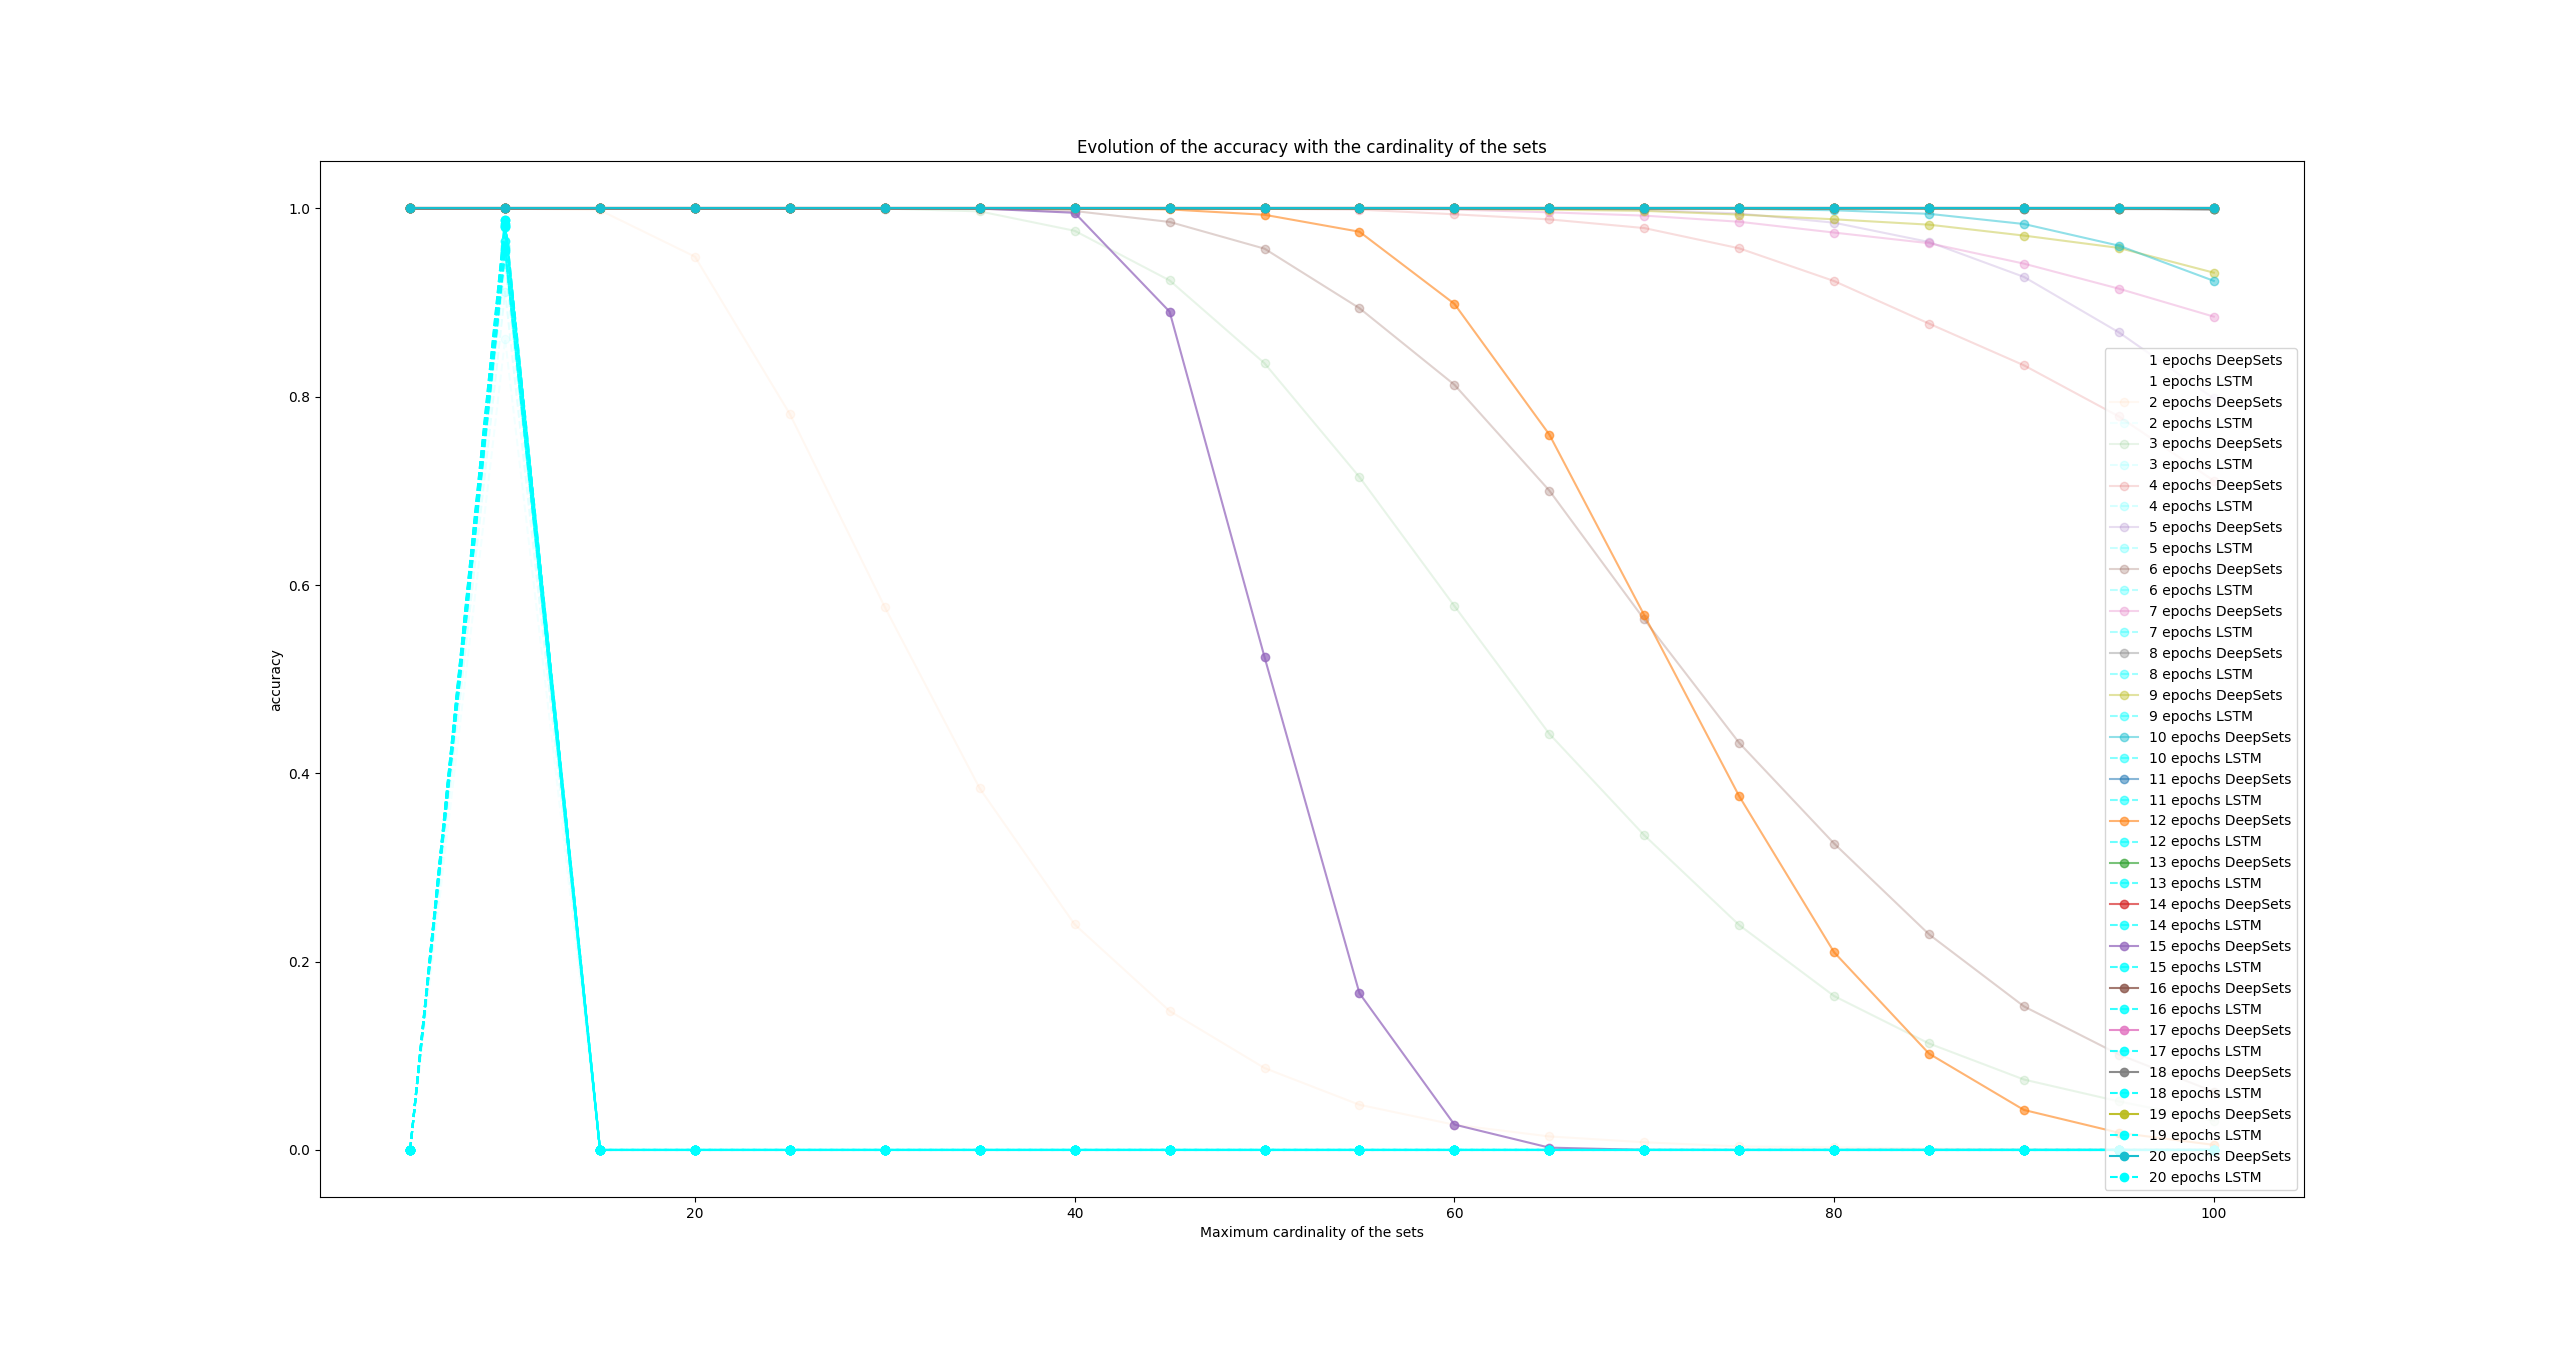 Evolution of the accuracy with the cardinality of the sets
1.0
0.8
0.6
0.4
0.2
0.0
accuracy
20
40
60
80
100
Maximum cardinality of the sets
1 epochs DeepSets
1 epochs LSTM
2 epochs DeepSets
2 epochs LSTM
3 epochs DeepSets
3 epochs LSTM
4 epochs DeepSets
4 epochs LSTM
5 epochs DeepSets
5 epochs LSTM
6 epochs DeepSets
6 epochs LSTM
7 epochs DeepSets
7 epochs LSTM
8 epochs DeepSets
8 epochs LSTM
9 epochs DeepSets
9 epochs LSTM
10 epochs DeepSets
10 epochs LSTM
11 epochs DeepSets
11 epochs LSTM
12 epochs DeepSets
12 epochs LSTM
13 epochs DeepSets
13 epochs LSTM
14 epochs DeepSets
14 epochs LSTM
15 epochs DeepSets
15 epochs LSTM
16 epochs DeepSets
16 epochs LSTM
17 epochs DeepSets
17 epochs LSTM
18 epochs DeepSets
18 epochs LSTM
19 epochs DeepSets
19 epochs LSTM
20 epochs DeepSets
20 epochs LSTM